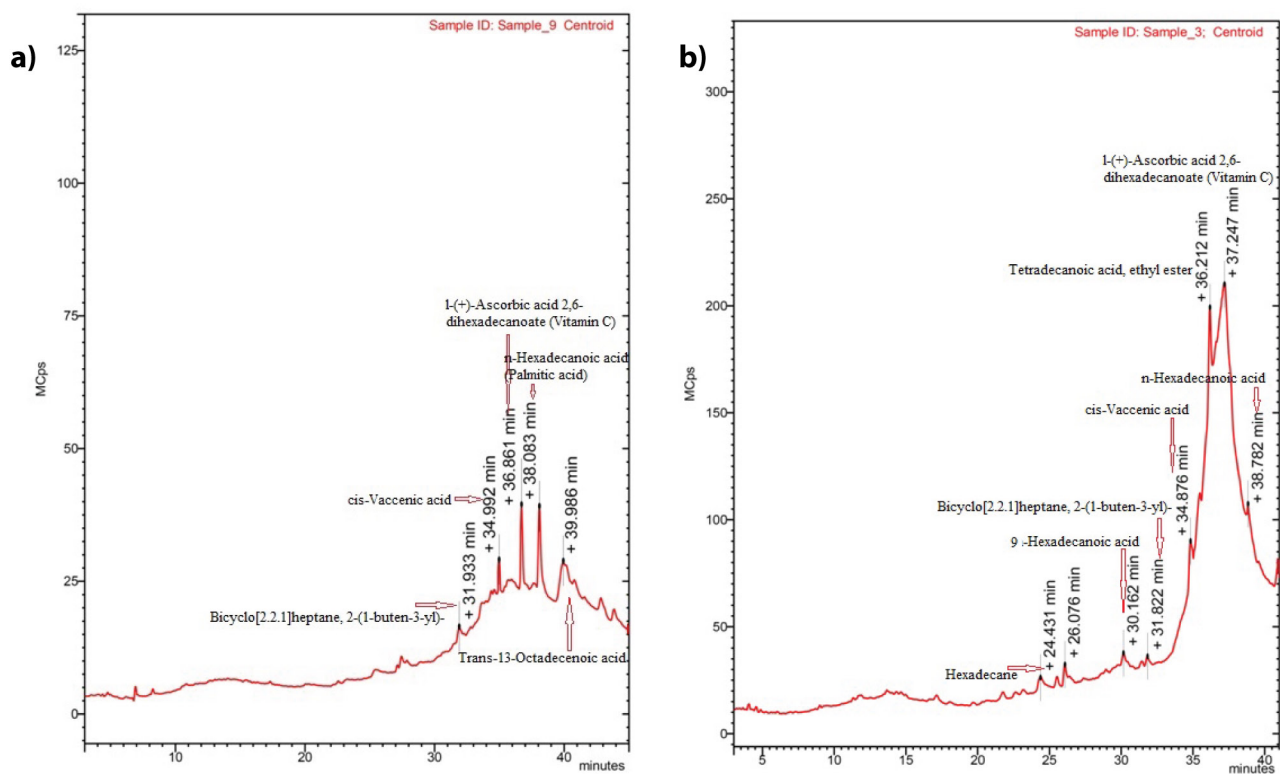 a)
Sample ID: Sample_9 Centroid
125
100
75
50
25
0
MCps
10
20
30
40
minutes
l-(+)-Ascorbic acid 2,6-
dihexadecanoate (Vitamin C)
n-Hexadecanoic acid
(Palmitic acid)
cis-Vaccenic acid
Bicyclo[2.2.1]heptane, 2-(1-buten-3-yl)-
Trans-13-Octadecenoic acid
+ 31.933 min
+ 34.992 min
+ 36.861 min
+ 38.083 min
+ 39.986 min
b)
Sample ID: Sample_3; Centroid
300
250
200
150
100
50
0
MCps
5
10
15
20
25
30
35
40
minutes
l-(+)-Ascorbic acid 2,6-
dihexadecanoate (Vitamin C)
Tetradecanoic acid, ethyl ester
n-Hexadecanoic acid
cis-Vaccenic acid
Bicyclo[2.2.1]heptane, 2-(1-buten-3-yl)-
9 :-Hexadecanoic acid
Hexadecane
+ 24.431 min
+ 26.076 min
+ 30.162 min
+ 31.822 min
+ 34.876 min
+ 36.212 min
+ 37.247 min
+ 38.782 min